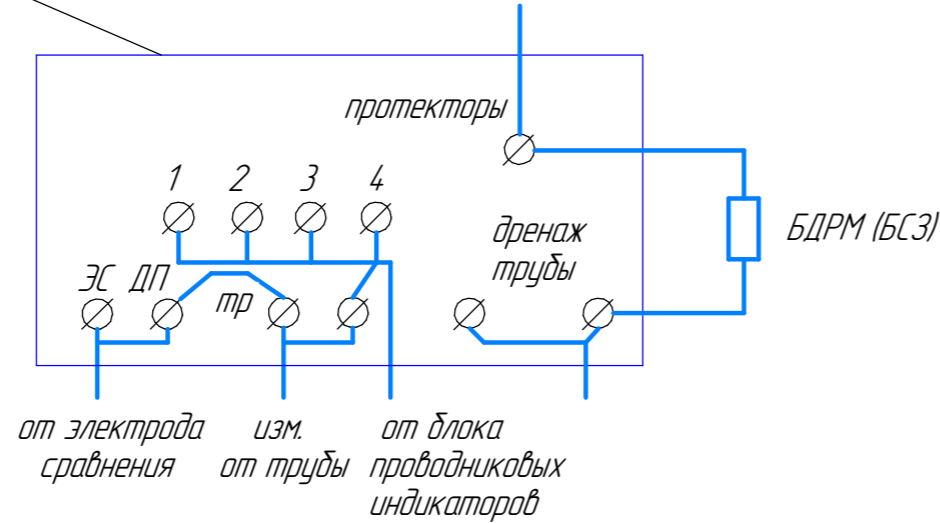 протекторы
1 2 3 4
дренаж
трубы
БДРМ (БСЗ)
ЭС ДП
тр
от электрода
сравнения
изм.
от трубы
от блока
проводниковых
индикаторов